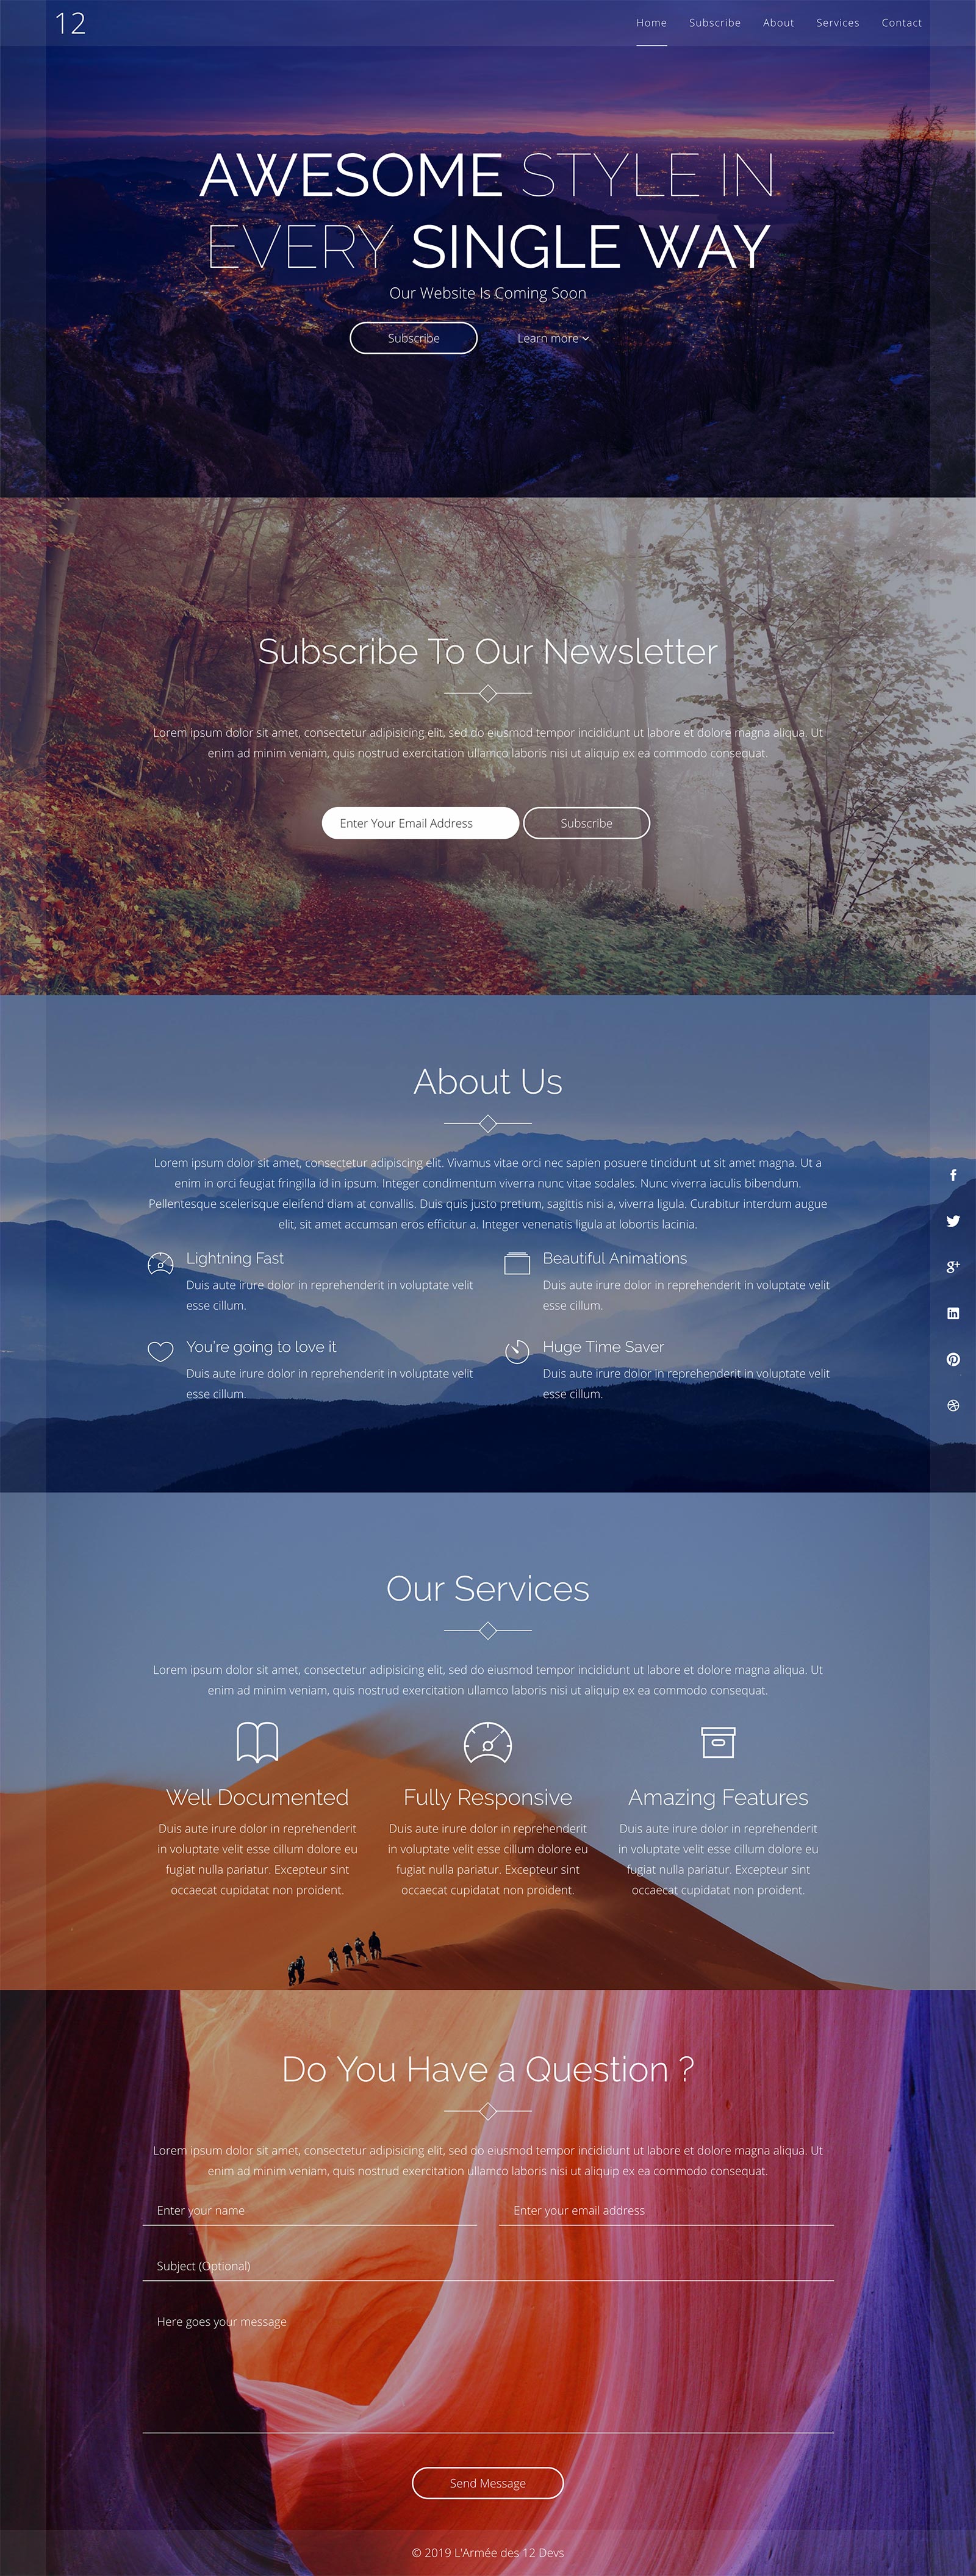 12
Home Subscribe About Services Contact
AWESOME STYLE IN
EVERY SINGLE WAY
Our Website Is Coming Soon
Subscribe Learn more
Subscribe To Our Newsletter
Lorem ipsum dolor sit amet, consectetur adipisicing elit, sed do eiusmod tempor incididunt ut labore et dolore magna aliqua. Ut
enim ad minim veniam, quis nostrud exercitation ullamco laboris nisi ut aliquip ex ea commodo consequat.
Enter Your Email Address Subscribe
About Us
Lorem ipsum dolor sit amet, consectetur adipiscing elit. Vivamus vitae orci nec sapien posuere tincidunt ut sit amet magna. Ut a
enim in orci feugiat fringilla id in ipsum. Integer condimentum viverra nunc vitae sodales. Nunc viverra iaculis bibendum.
Pellentesque scelerisque eleifend diam at convallis. Duis quis justo pretium, sagittis nisi a, viverra ligula. Curabitur interdum augue
elit, sit amet accumsan eros efficitur a. Integer venenatis ligula at lobortis lacinia.
Lightning Fast
Duis aute irure dolor in reprehenderit in voluptate velit
esse cillum.
Beautiful Animations
Duis aute irure dolor in reprehenderit in voluptate velit
esse cillum.
You're going to love it
Duis aute irure dolor in reprehenderit in voluptate velit
esse cillum.
Huge Time Saver
Duis aute irure dolor in reprehenderit in voluptate velit
esse cillum.
Our Services
Lorem ipsum dolor sit amet, consectetur adipisicing elit, sed do eiusmod tempor incididunt ut labore et dolore magna aliqua. Ut
enim ad minim veniam, quis nostrud exercitation ullamco laboris nisi ut aliquip ex ea commodo consequat.
Well Documented
Duis aute irure dolor in reprehenderit
in voluptate velit esse cillum dolore eu
fugiat nulla pariatur. Excepteur sint
occaecat cupidatat non proident.
Fully Responsive
Duis aute irure dolor in reprehenderit
in voluptate velit esse cillum dolore eu
fugiat nulla pariatur. Excepteur sint
occaecat cupidatat non proident.
Amazing Features
Duis aute irure dolor in reprehenderit
in voluptate velit esse cillum dolore eu
fugiat nulla pariatur. Excepteur sint
occaecat cupidatat non proident.
Do You Have a Question ?
Lorem ipsum dolor sit amet, consectetur adipisicing elit, sed do eiusmod tempor incididunt ut labore et dolore magna aliqua. Ut
enim ad minim veniam, quis nostrud exercitation ullamco laboris nisi ut aliquip ex ea commodo consequat.
Enter your name Enter your email address
Subject (Optional)
Here goes your message
Send Message
© 2019 L'Armée des 12 Devs